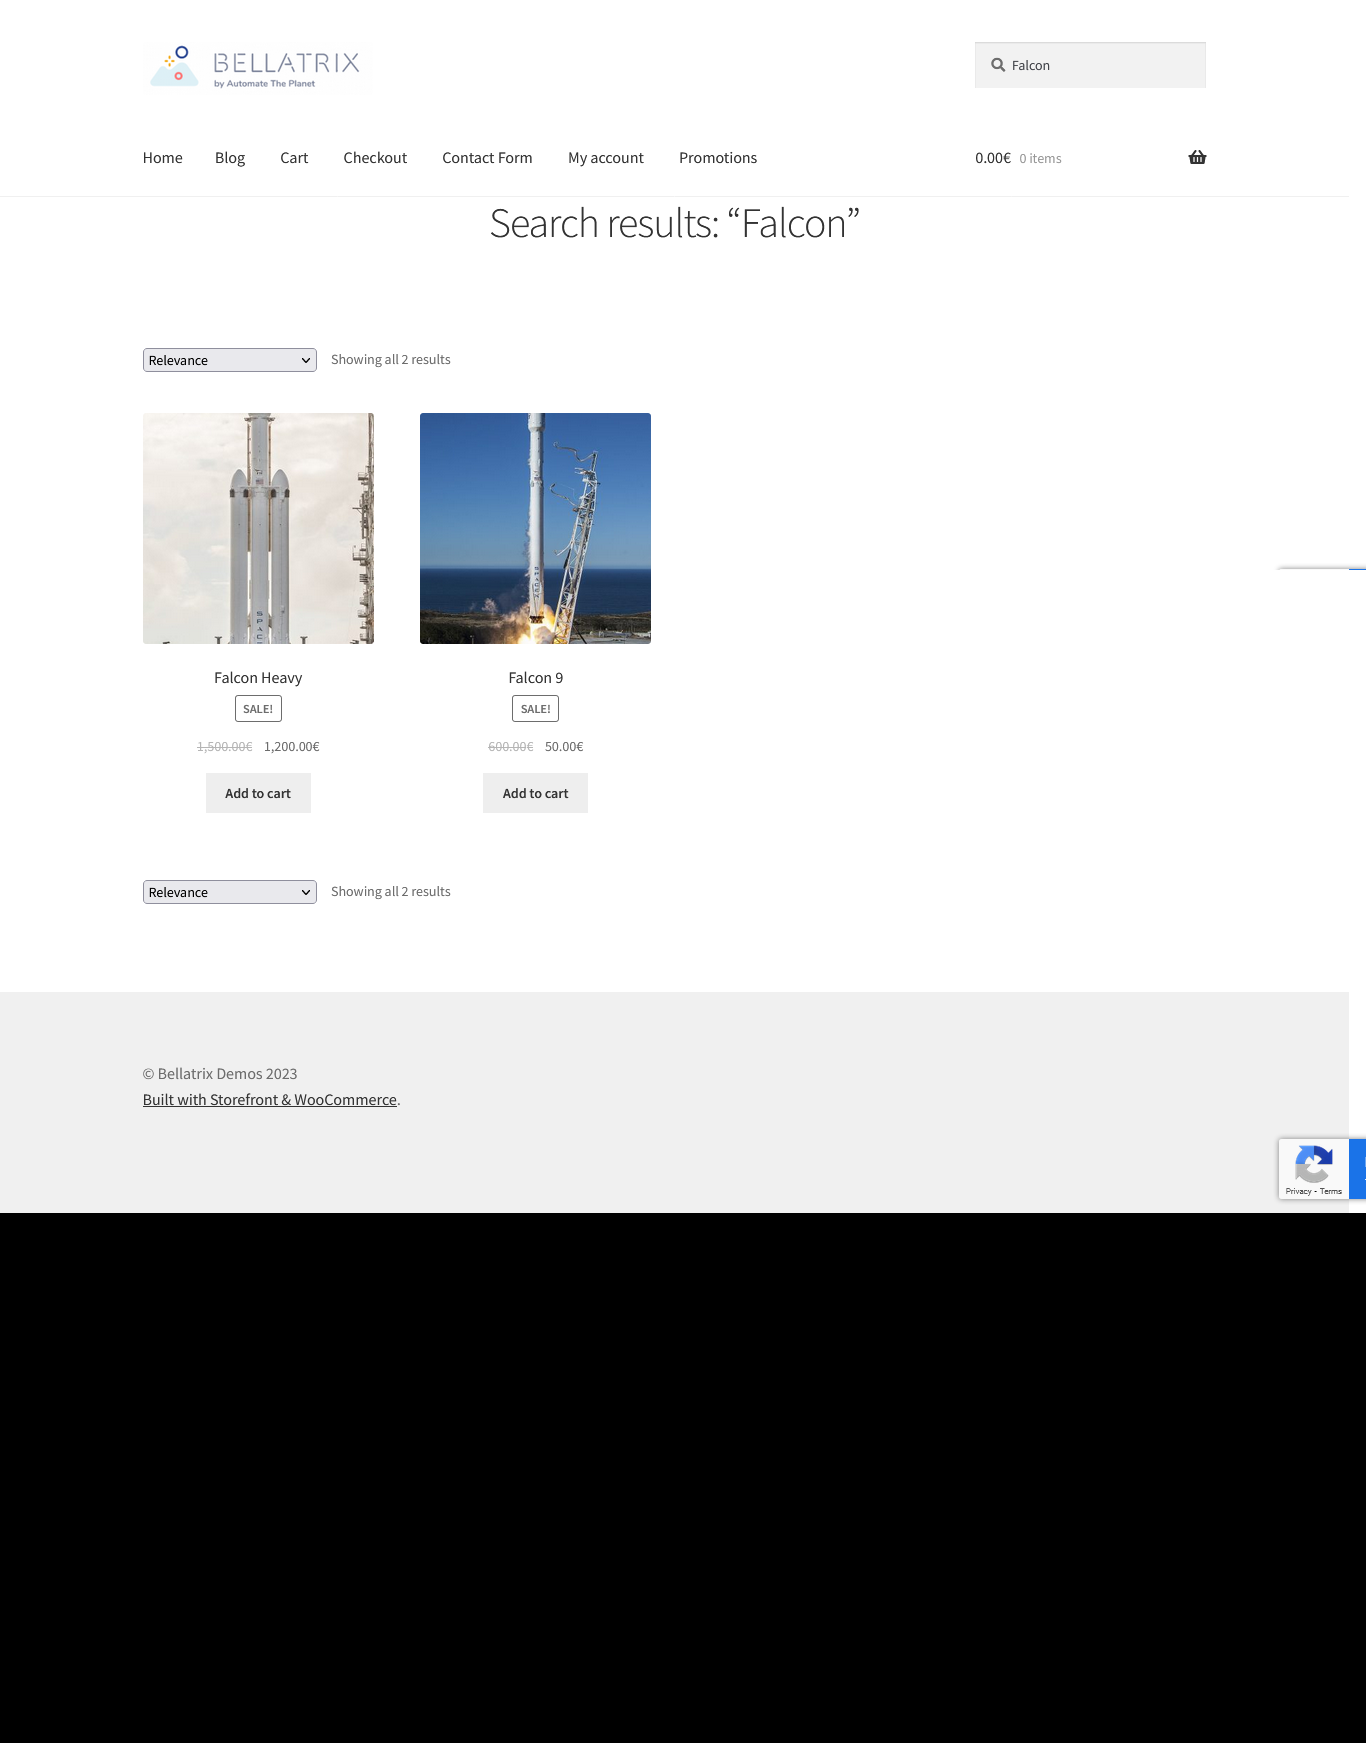 BELLATRIX
by Automate The Planet
Falcon
Home Blog Cart Checkout Contact Form My account Promotions 0.00€ 0 items
Search results: “Falcon”
Relevance Showing all 2 results
SPACE
SPACEX
Falcon Heavy
SALE!
1,500.00€ 1,200.00€
Add to cart
Falcon 9
SALE!
600.00€ 50.00€
Add to cart
Relevance Showing all 2 results
© Bellatrix Demos 2023
Built with Storefront & WooCommerce.
Privacy - Terms